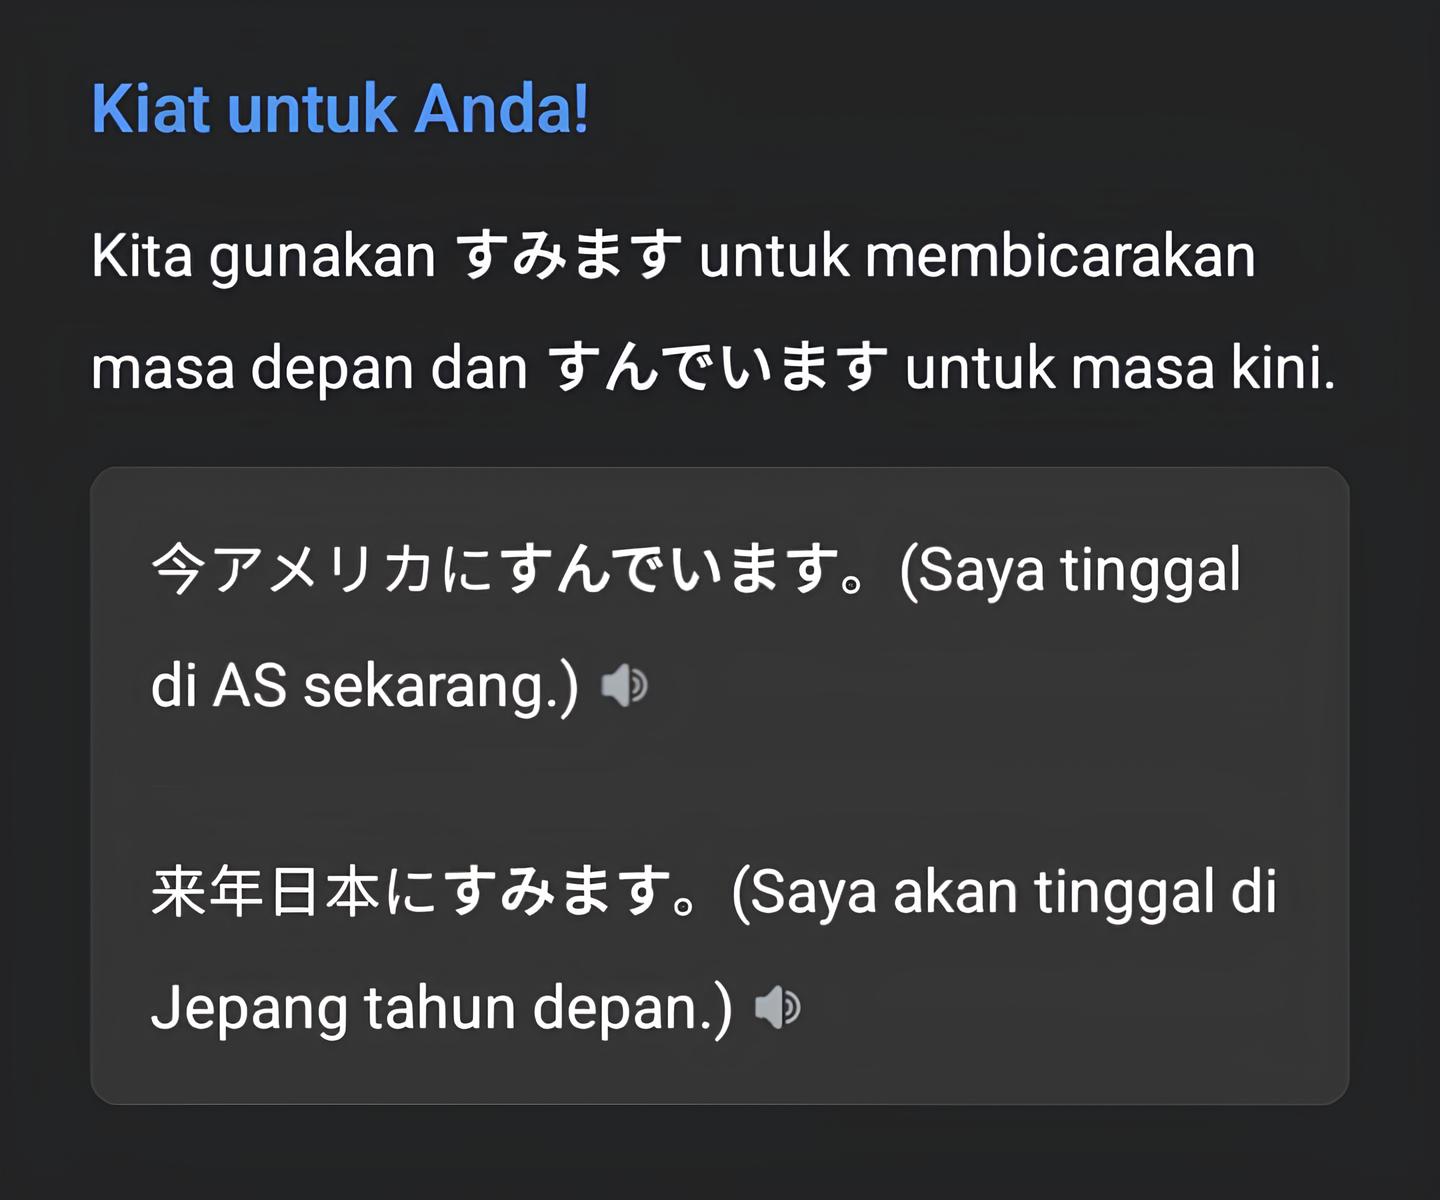 Kiat untuk Anda!
Kita gunakan すみます untuk membicarakan
masa depan dan すんでいます untuk masa kini.
今アメリカにすんでいます。(Saya tinggal
di AS sekarang.)
来年日本にすみます。(Saya akan tinggal di
Jepang tahun depan.)